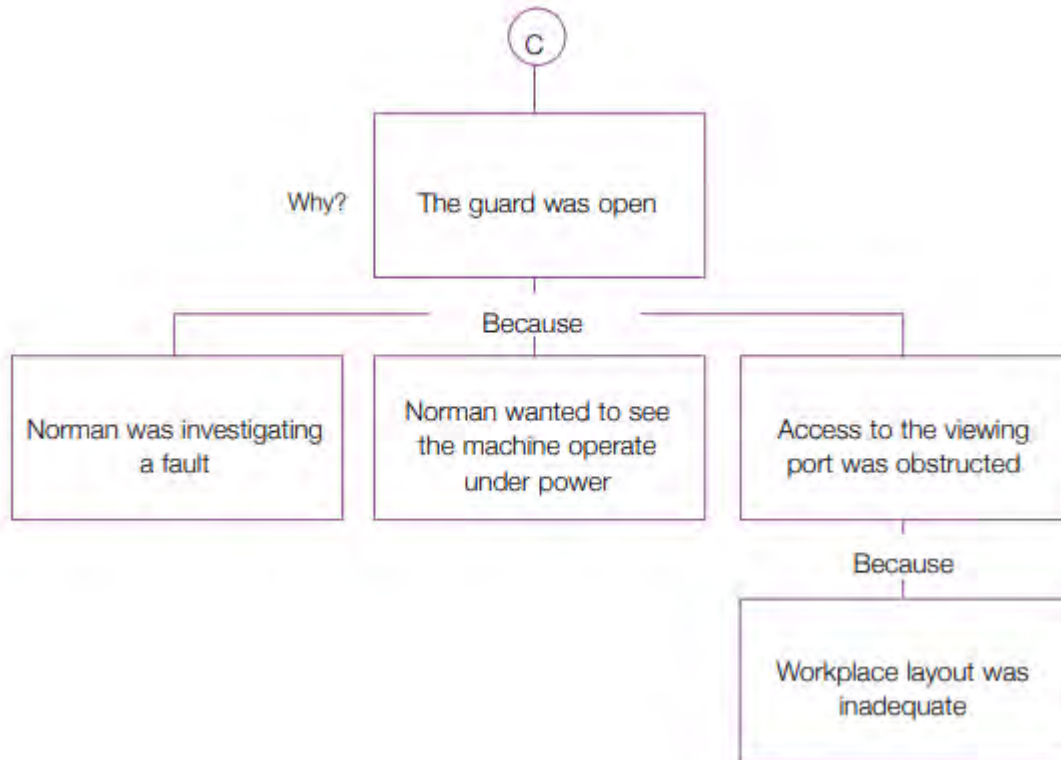 C
Why?
The guard was open
Because
Norman was investigating
a fault
Norman wanted to see
the machine operate
under power
Access to the viewing
port was obstructed
Because
Workplace layout was
inadequate